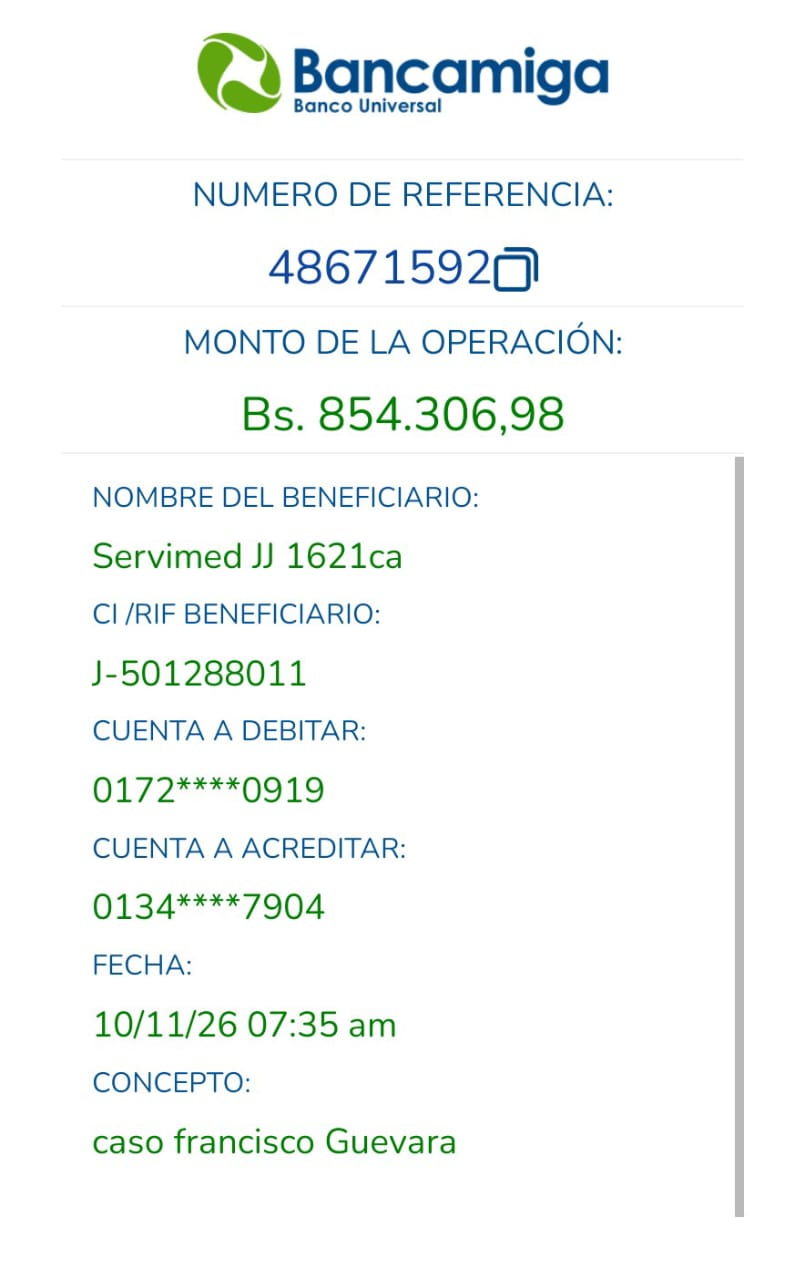 Bancamiga
Banco Universal
NUMERO DE REFERENCIA:
48671592
MONTO DE LA OPERACIÓN:
Bs. 854.306,98
NOMBRE DEL BENEFICIARIO:
Servimed JJ 1621ca
CI /RIF BENEFICIARIO:
J-501288011
CUENTA A DEBITAR:
0172****0919
CUENTA A ACREDITAR:
0134****7904
FECHA:
10/11/26 07:35 am
CONCEPTO:
caso francisco Guevara